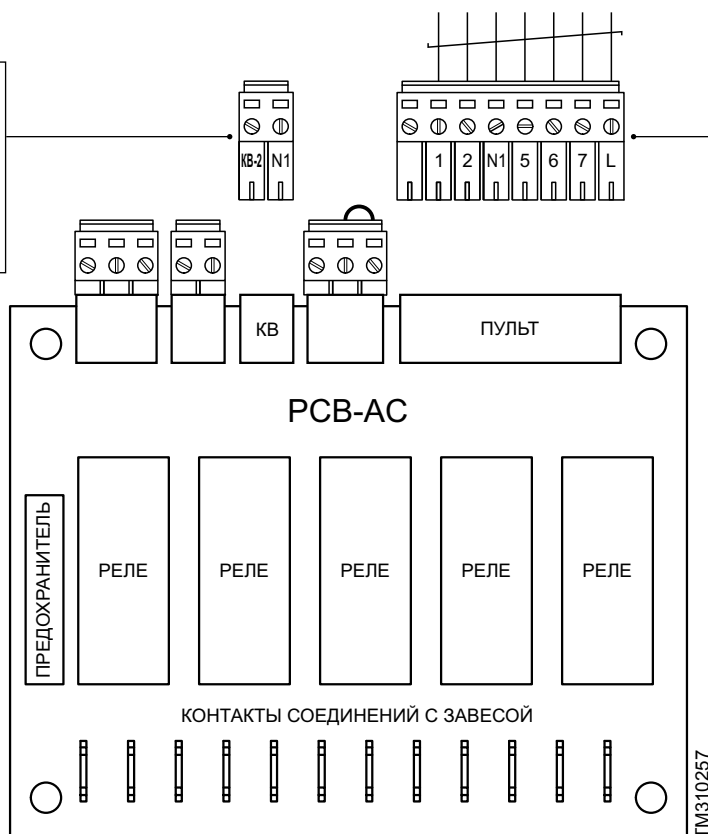 КВ-2 N1
1 2 N1 5 6 7 L
КВ
ПУЛЬТ
PCB-AC
ПРЕДОХРАНИТЕЛЬ
РЕЛЕ РЕЛЕ РЕЛЕ РЕЛЕ РЕЛЕ
КОНТАКТЫ СОЕДИНЕНИЙ С ЗАВЕСОЙ
TM310257